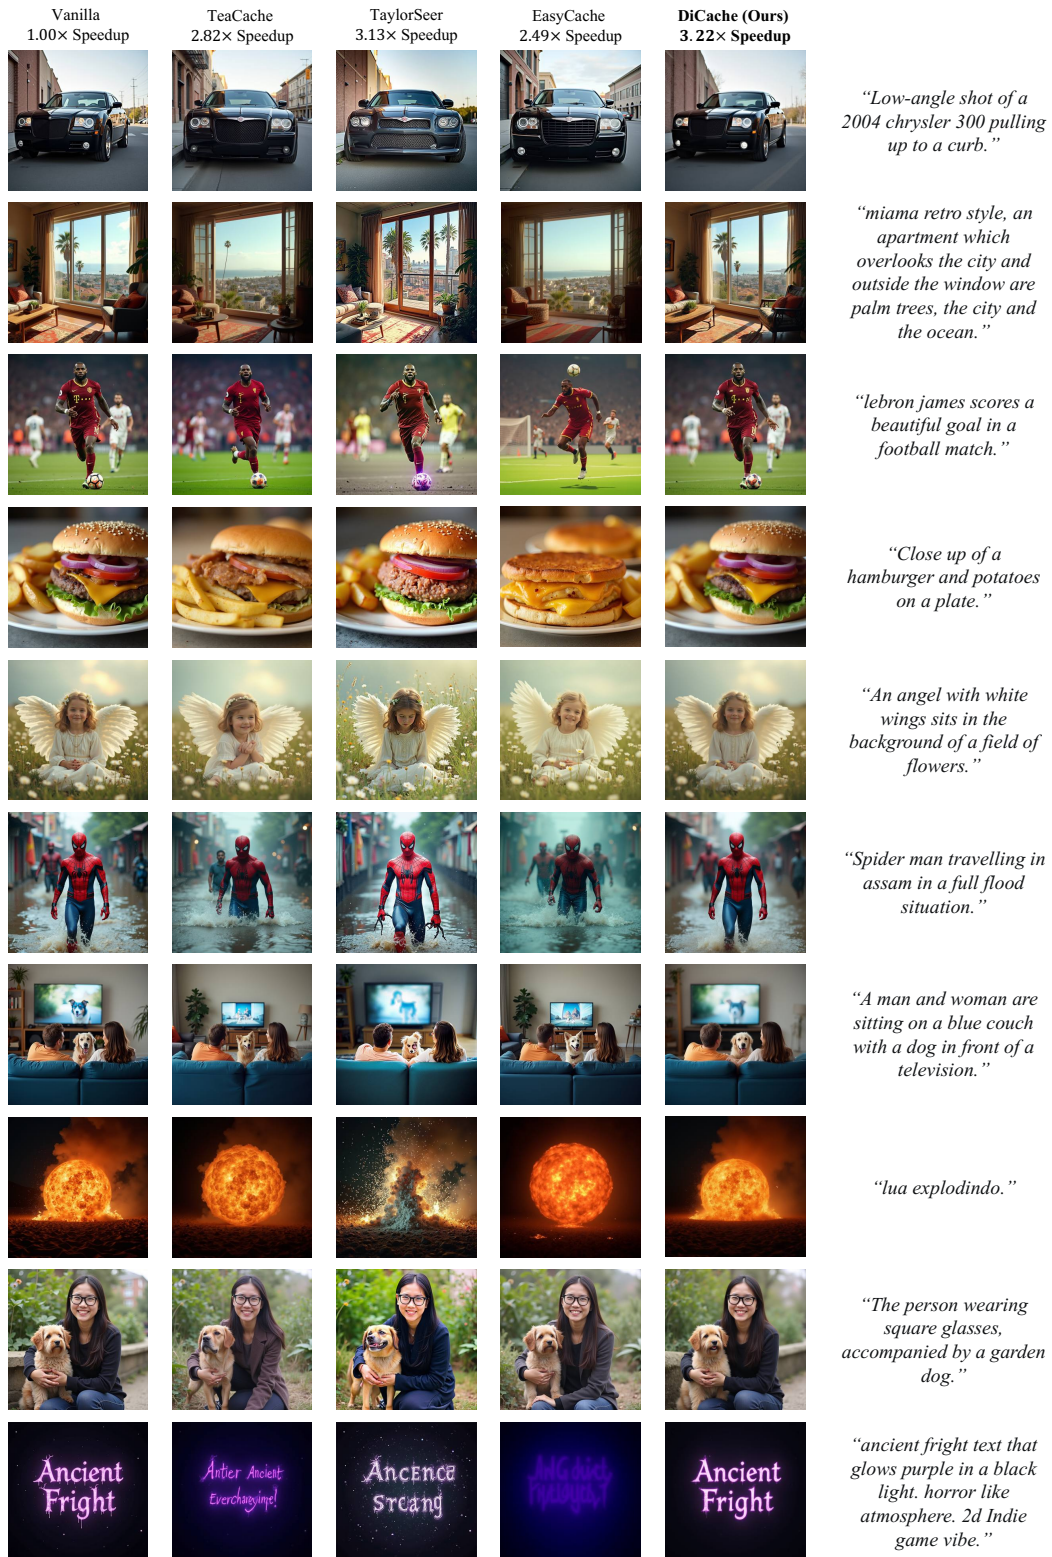 Vanilla
1.00× Speedup
TeaCache
2.82× Speedup
TaylorSeer
3.13× Speedup
EasyCache
2.49× Speedup
DiCache (Ours)
3.22× Speedup
“Low-angle shot of a
2004 chrysler 300 pulling
up to a curb.”
“miama retro style, an
apartment which
overlooks the city and
outside the window are
palm trees, the city and
the ocean.”
“lebron james scores a
beautiful goal in a
football match.”
“Close up of a
hamburger and potatoes
on a plate.”
“An angel with white
wings sits in the
background of a field of
flowers.”
“Spider man travelling in
assam in a full flood
situation.”
“A man and woman are
sitting on a blue couch
with a dog in front of a
television.”
“lua explodindo.”
“The person wearing
square glasses,
accompanied by a garden
dog.”
Ancient
Fright
Antier Ancient
Everchangime!
Ancence
srcang
Ancient
Fright
“ancient fright text that
glows purple in a black
light. horror like
atmosphere. 2d Indie
game vibe.”